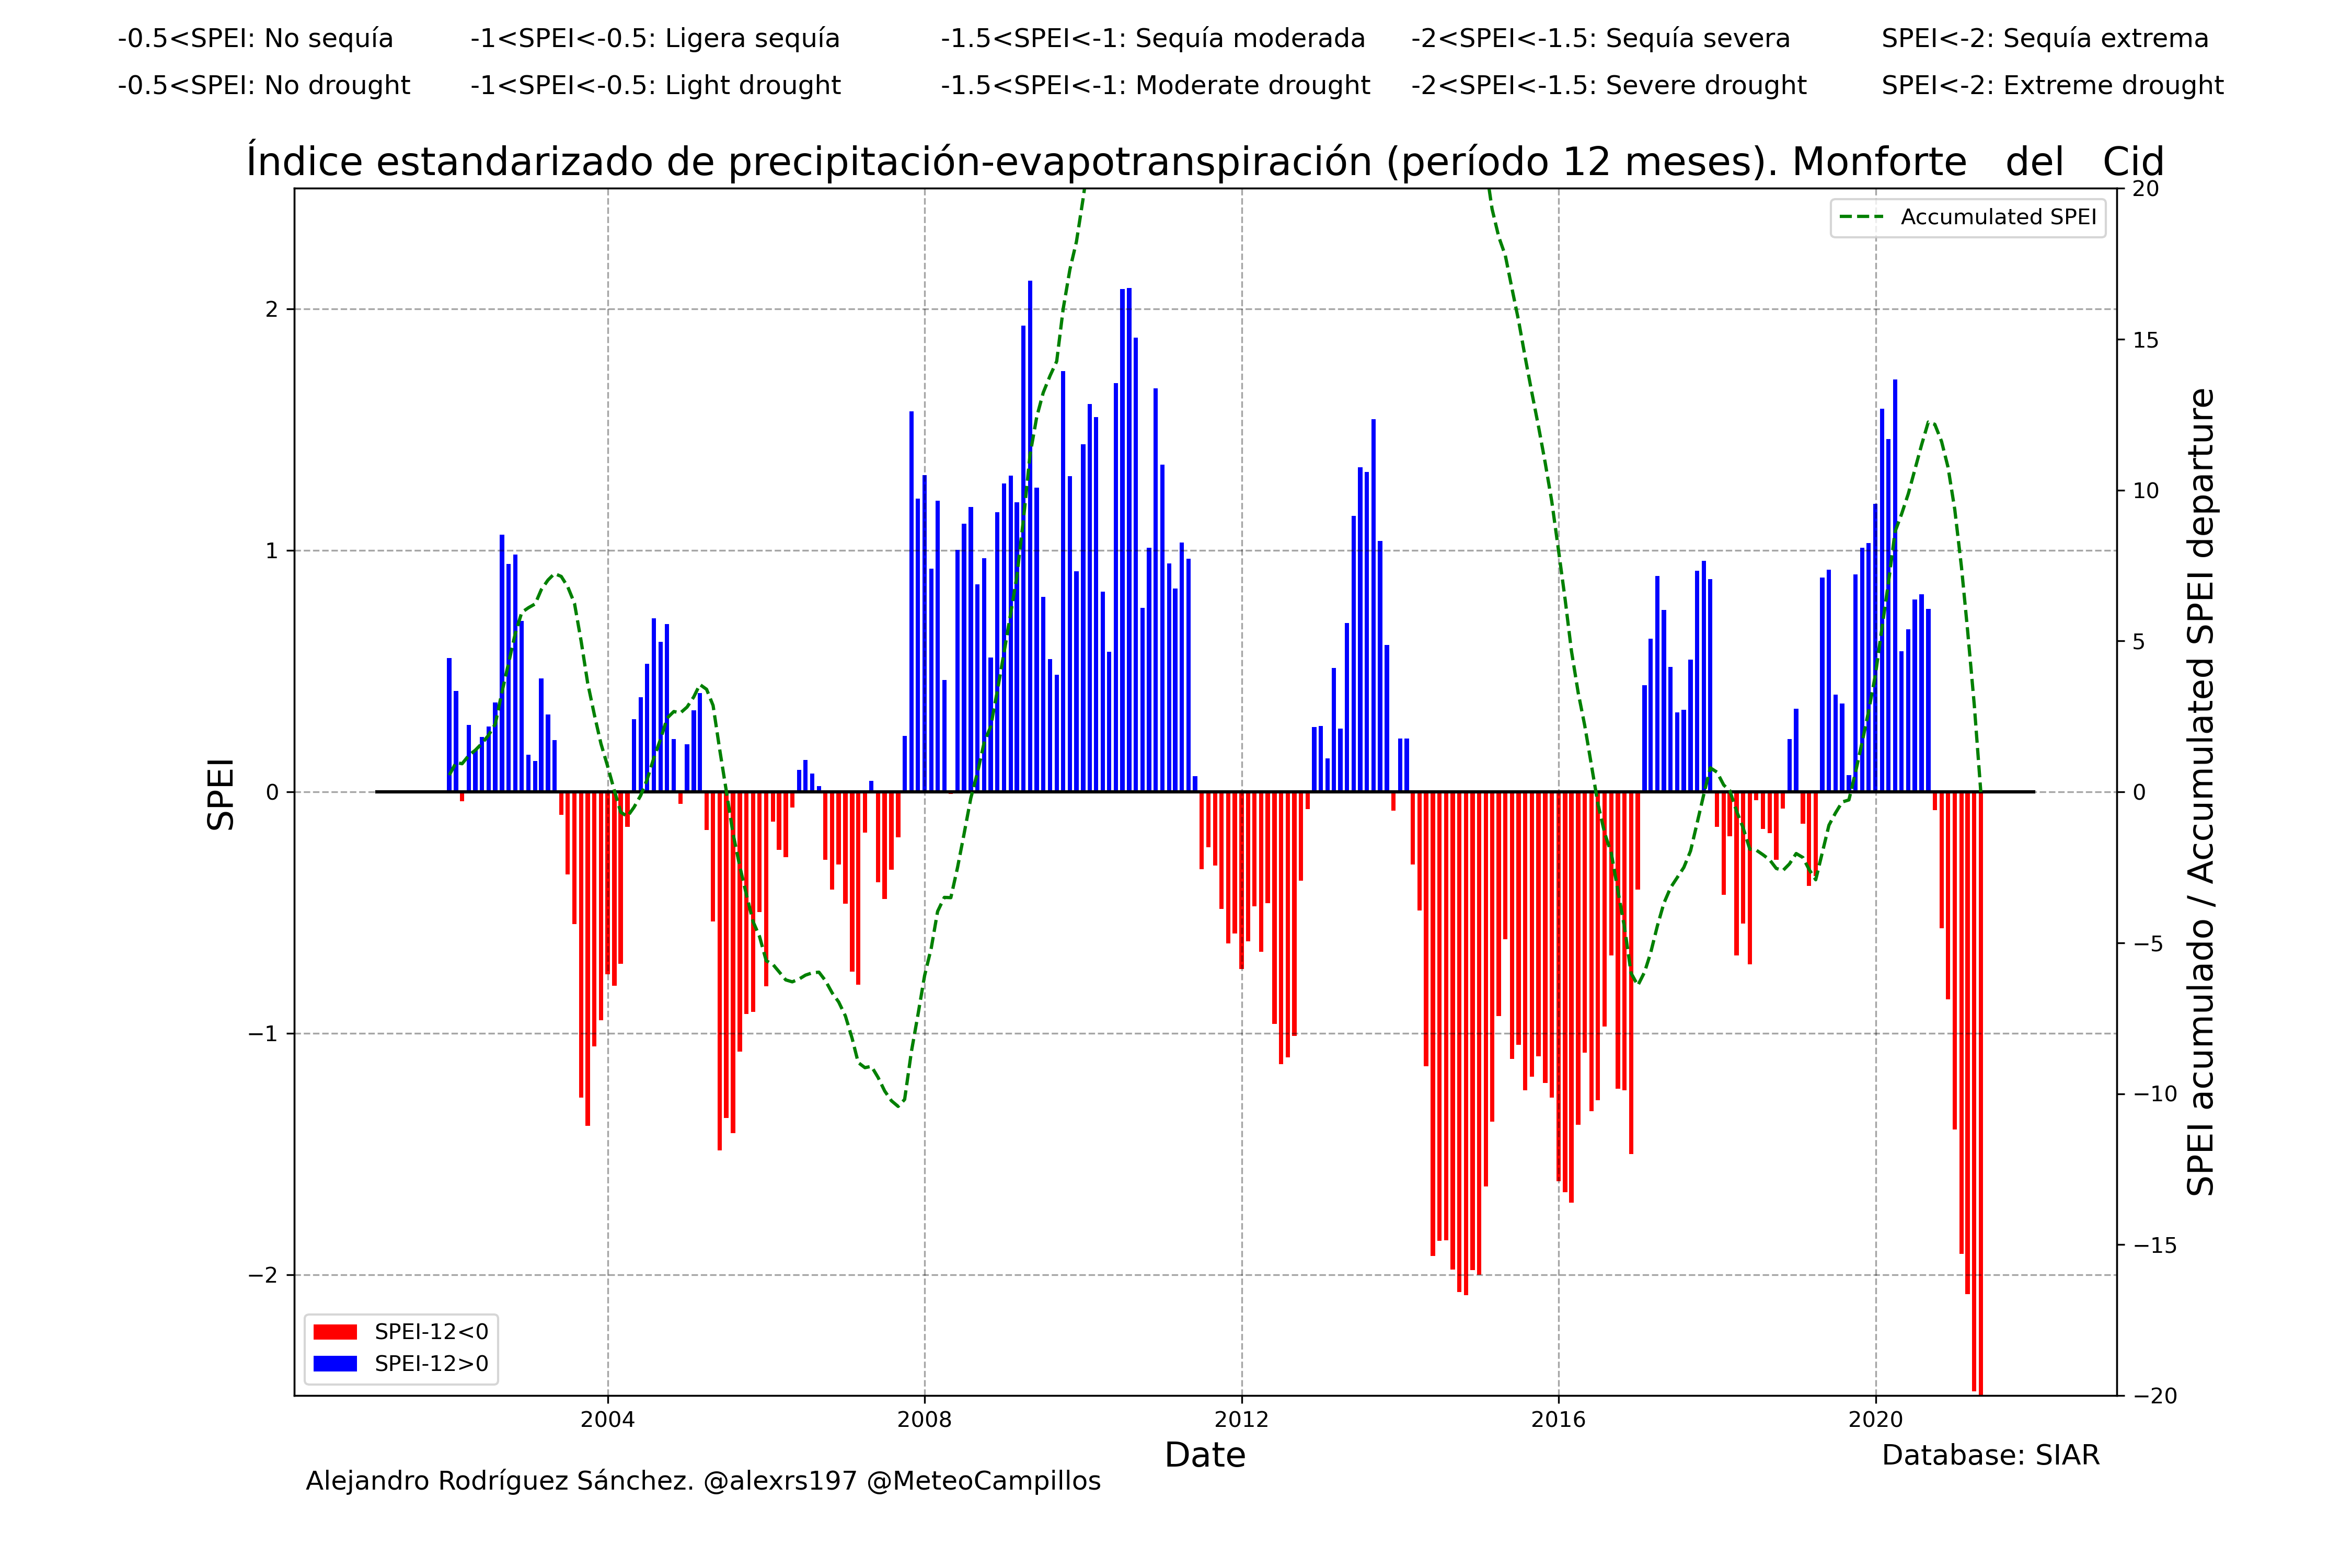 -0.5<SPEI: No sequía
-1<SPEI<-0.5: Ligera sequía
-1.5<SPEI<-1: Sequía moderada
-2<SPEI<-1.5: Sequía severa
SPEI<-2: Sequía extrema
-0.5<SPEI: No drought
-1<SPEI<-0.5: Light drought
-1.5<SPEI<-1: Moderate drought
-2<SPEI<-1.5: Severe drought
SPEI<-2: Extreme drought
Índice estandarizado de precipitación-evapotranspiración (período 12 meses). Monforte del Cid
Accumulated SPEI
SPEI
2
1
0
−1
−2
20
15
10
5
0
−5
−10
−15
−20
SPEI acumulado / Accumulated SPEI departure
SPEI-12<0
SPEI-12>0
2004
2008
2012
2016
2020
Date
Database: SIAR
Alejandro Rodríguez Sánchez. @alexrs197 @MeteoCampillos